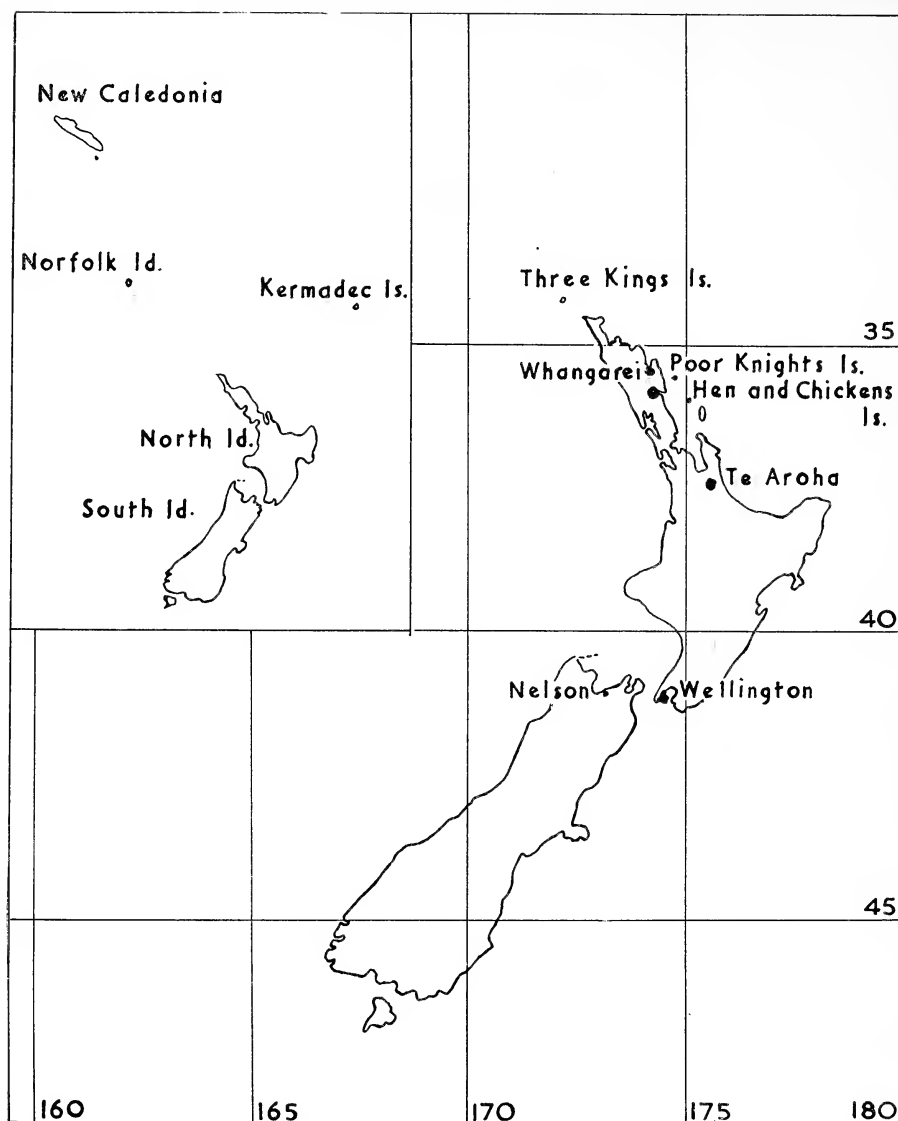 New Caledonia
Norfolk Id.
Kermadec Is.
North Id.
South Id.
Three Kings Is.
35
Whangarei
Poor Knights Is.
Hen and Chickens
Is.
Te Aroha
40
Nelson
Wellington
45
160
165
170
175
180